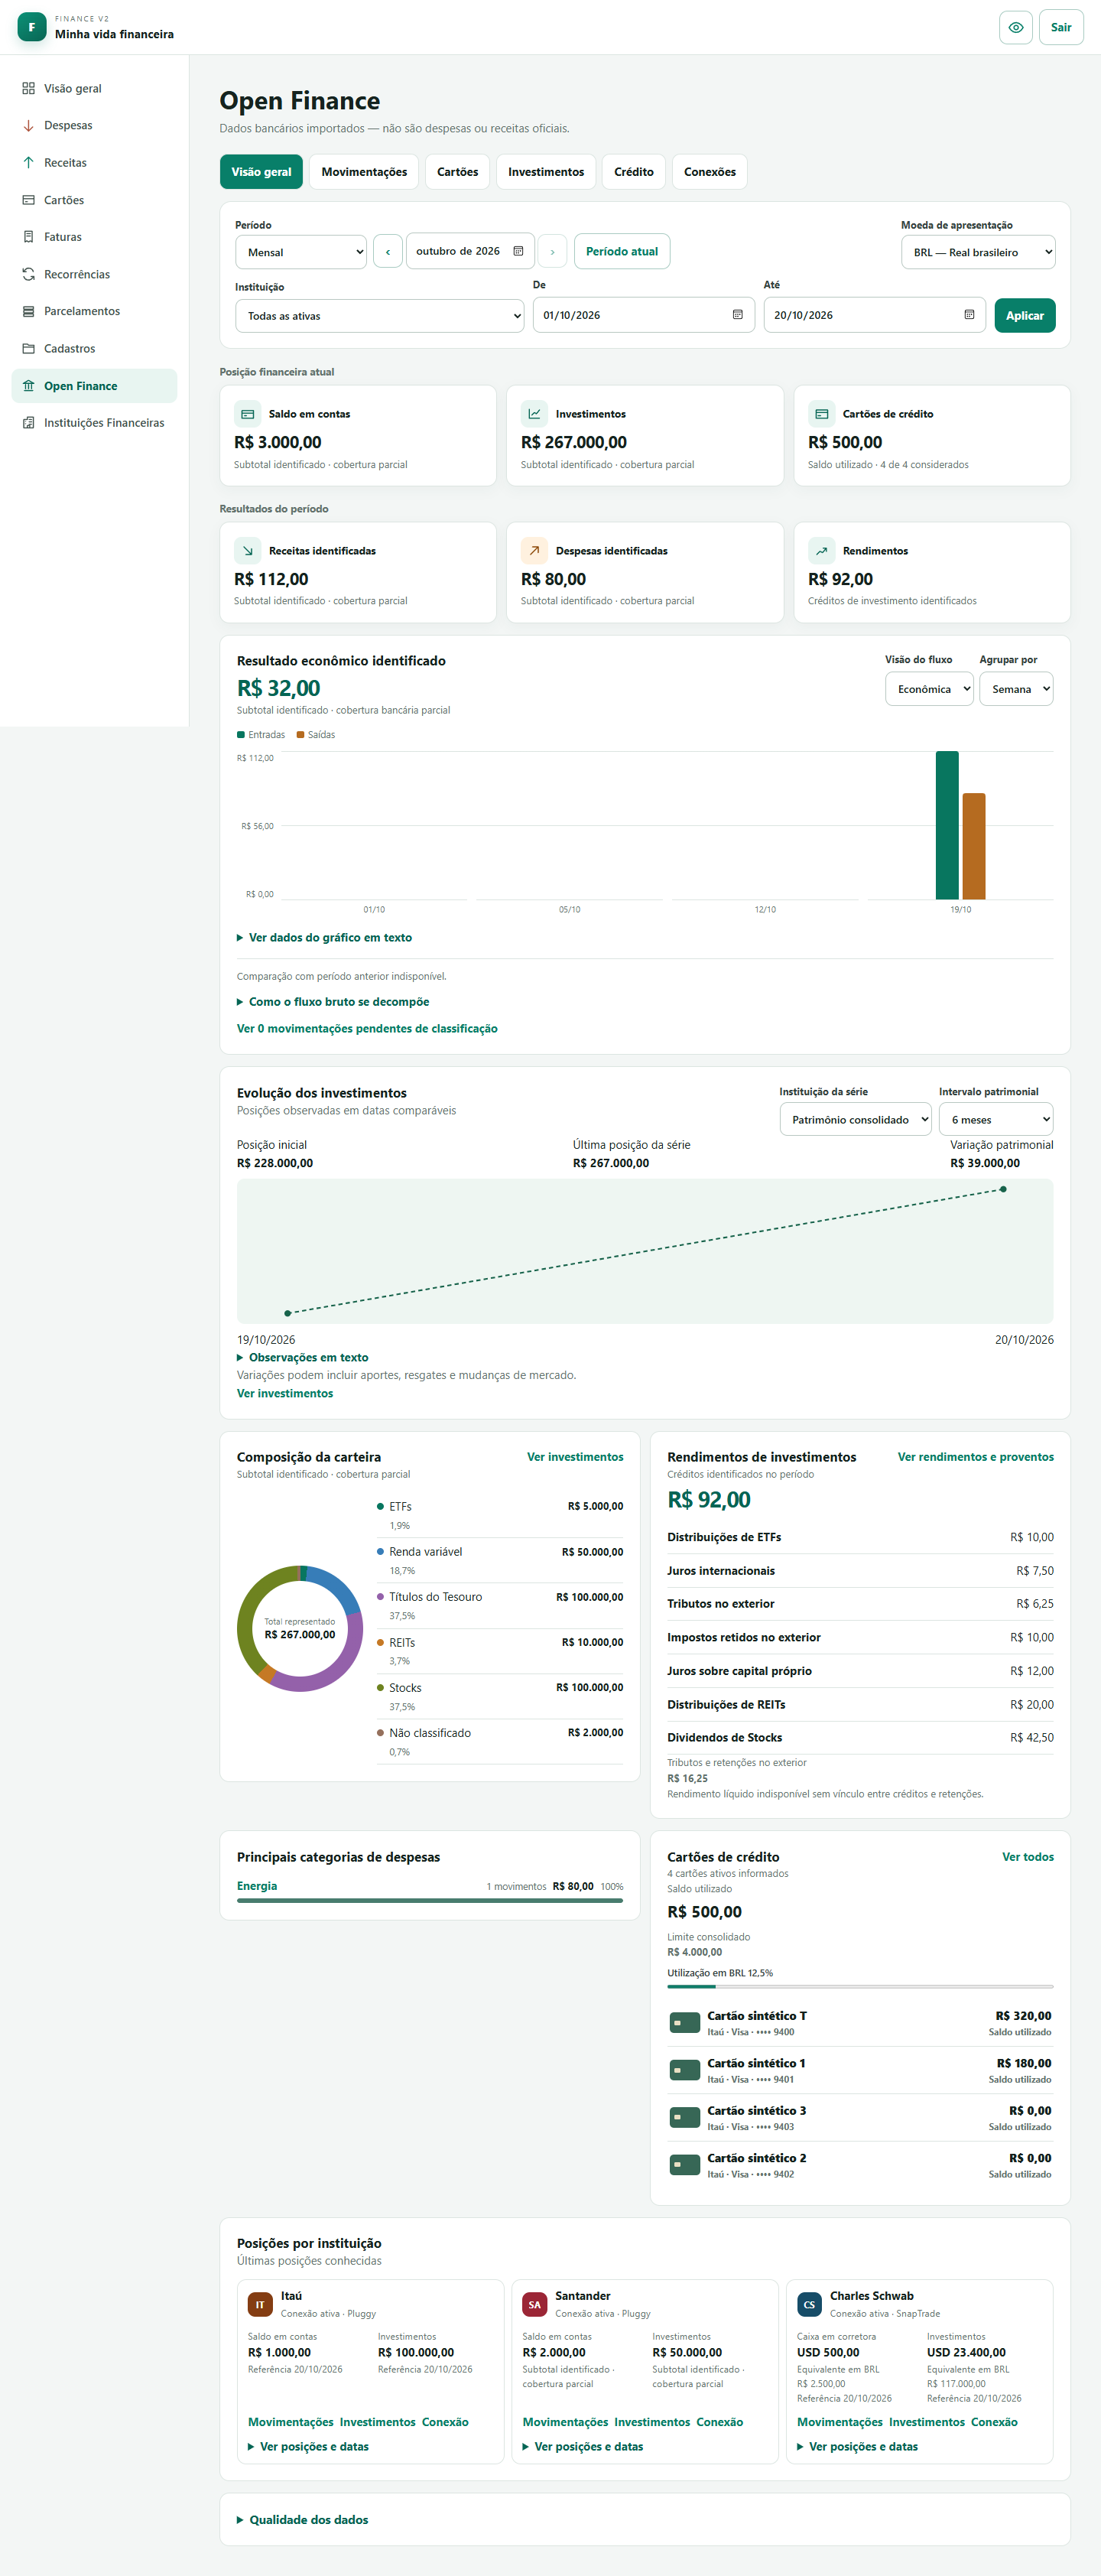 F
FINANCE V2
Minha vida financeira
Sair
Visão geral
Despesas
Receitas
Cartões
Faturas
Recorrências
Parcelamentos
Cadastros
Open Finance
Instituições Financeiras
Open Finance
Dados bancários importados — não são despesas ou receitas oficiais.
Visão geral
Movimentações
Cartões
Investimentos
Crédito
Conexões
Período
Mensal
‹
outubro de 2026
›
Período atual
Moeda de apresentação
BRL — Real brasileiro
Instituição
Todas as ativas
De
01/10/2026
Até
20/10/2026
Aplicar
Posição financeira atual
Saldo em contas
R$ 3.000,00
Subtotal identificado · cobertura parcial
Investimentos
R$ 267.000,00
Subtotal identificado · cobertura parcial
Cartões de crédito
R$ 500,00
Saldo utilizado · 4 de 4 considerados
Resultados do período
Receitas identificadas
R$ 112,00
Subtotal identificado · cobertura parcial
Despesas identificadas
R$ 80,00
Subtotal identificado · cobertura parcial
Rendimentos
R$ 92,00
Créditos de investimento identificados
Resultado econômico identificado
R$ 32,00
Subtotal identificado · cobertura bancária parcial
Visão do fluxo
Econômica
Agrupar por
Semana
Entradas
Saídas
R$ 112,00
R$ 56,00
R$ 0,00
01/10
05/10
12/10
19/10
Ver dados do gráfico em texto
Comparação com período anterior indisponível.
Como o fluxo bruto se decompõe
Ver 0 movimentações pendentes de classificação
Evolução dos investimentos
Posições observadas em datas comparáveis
Instituição da série
Patrimônio consolidado
Intervalo patrimonial
6 meses
Posição inicial
R$ 228.000,00
Última posição da série
R$ 267.000,00
Variação patrimonial
R$ 39.000,00
19/10/2026
20/10/2026
Observações em texto
Variações podem incluir aportes, resgates e mudanças de mercado.
Ver investimentos
Composição da carteira
Ver investimentos
Subtotal identificado · cobertura parcial
Total representado
R$ 267.000,00
ETFs
R$ 5.000,00
1,9%
Renda variável
R$ 50.000,00
18,7%
Títulos do Tesouro
R$ 100.000,00
37,5%
REITs
R$ 10.000,00
3,7%
Stocks
R$ 100.000,00
37,5%
Não classificado
R$ 2.000,00
0,7%
Rendimentos de investimentos
Ver rendimentos e proventos
Créditos identificados no período
R$ 92,00
Distribuições de ETFs
R$ 10,00
Juros internacionais
R$ 7,50
Tributos no exterior
R$ 6,25
Impostos retidos no exterior
R$ 10,00
Juros sobre capital próprio
R$ 12,00
Distribuições de REITs
R$ 20,00
Dividendos de Stocks
R$ 42,50
Tributos e retenções no exterior
R$ 16,25
Rendimento líquido indisponível sem vínculo entre créditos e retenções.
Principais categorias de despesas
Energia
1 movimentos R$ 80,00 100%
Cartões de crédito
Ver todos
4 cartões ativos informados
Saldo utilizado
R$ 500,00
Limite consolidado
R$ 4.000,00
Utilização em BRL 12,5%
Cartão sintético T
R$ 320,00
Itaú · Visa · •••• 9400
Saldo utilizado
Cartão sintético 1
R$ 180,00
Itaú · Visa · •••• 9401
Saldo utilizado
Cartão sintético 3
R$ 0,00
Itaú · Visa · •••• 9403
Saldo utilizado
Cartão sintético 2
R$ 0,00
Itaú · Visa · •••• 9402
Saldo utilizado
Posições por instituição
Últimas posições conhecidas
IT
Itaú
Conexão ativa · Pluggy
Saldo em contas
R$ 1.000,00
Referência 20/10/2026
Investimentos
R$ 100.000,00
Referência 20/10/2026
Movimentações Investimentos Conexão
Ver posições e datas
SA
Santander
Conexão ativa · Pluggy
Saldo em contas
R$ 2.000,00
Subtotal identificado ·
cobertura parcial
Investimentos
R$ 50.000,00
Subtotal identificado ·
cobertura parcial
Movimentações Investimentos Conexão
Ver posições e datas
CS
Charles Schwab
Conexão ativa · SnapTrade
Caixa em corretora
USD 500,00
Equivalente em BRL
R$ 2.500,00
Referência 20/10/2026
Investimentos
USD 23.400,00
Equivalente em BRL
R$ 117.000,00
Referência 20/10/2026
Movimentações Investimentos Conexão
Ver posições e datas
Qualidade dos dados